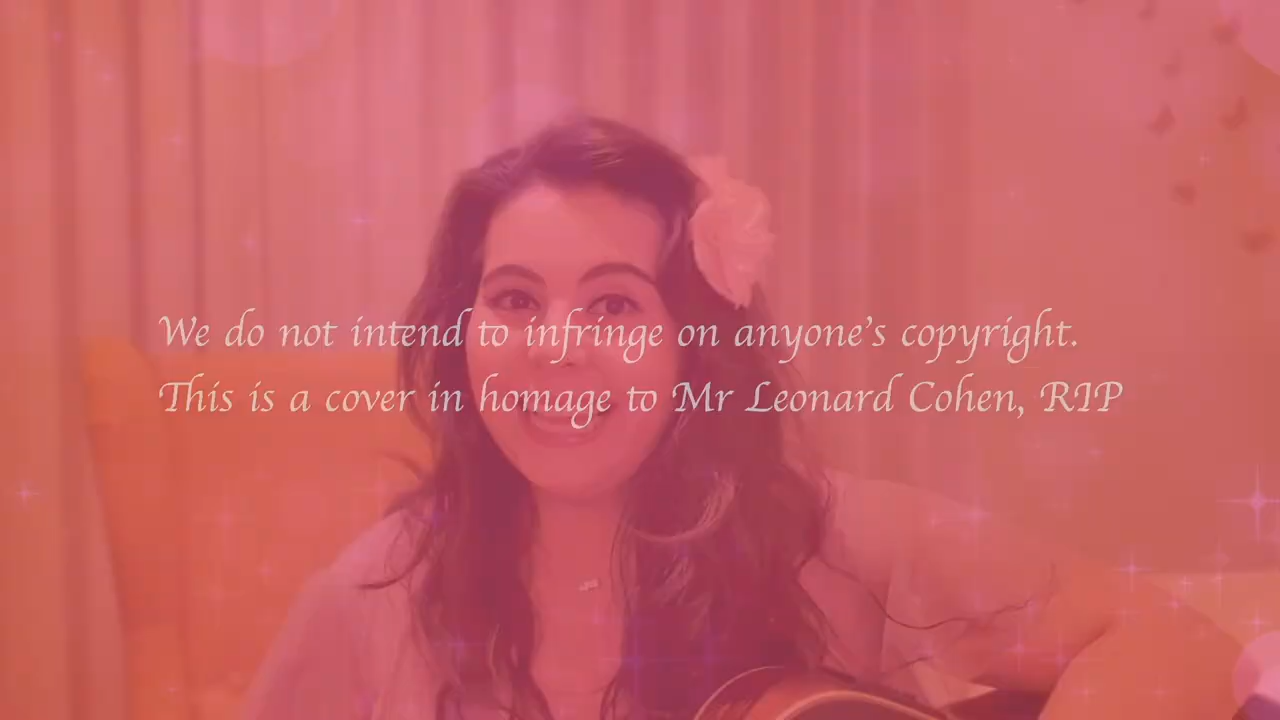 We do not intend to infringe on anyone's copyright.
This is a cover in homage to Mr Leonard Cohen, RIP